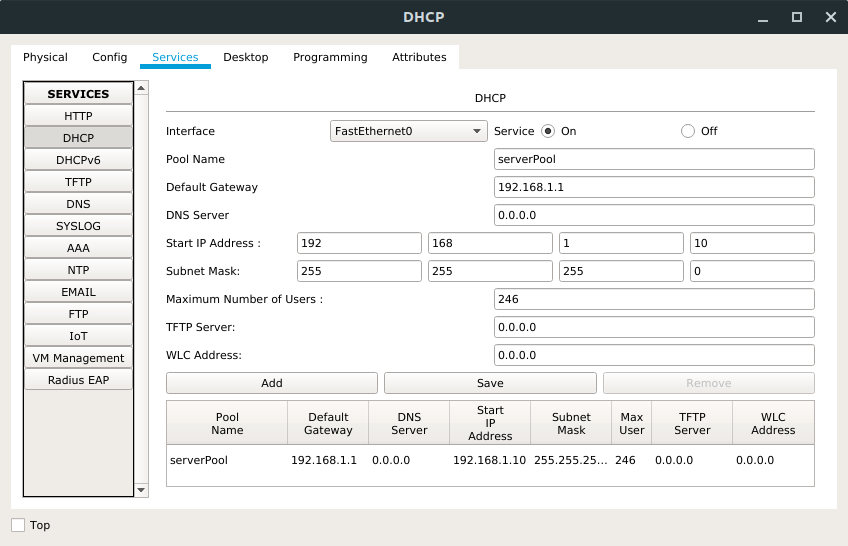 DHCP
Physical Config Services Desktop Programming Attributes
SERVICES
HTTP
DHCP
DHCPv6
TFTP
DNS
SYSLOG
AAA
NTP
EMAIL
FTP
IoT
VM Management
Radius EAP
DHCP
Interface FastEthernet0 Service On Off
Pool Name serverPool
Default Gateway 192.168.1.1
DNS Server 0.0.0.0
Start IP Address : 192 168 1 10
Subnet Mask: 255 255 255 0
Maximum Number of Users : 246
TFTP Server: 0.0.0.0
WLC Address: 0.0.0.0
Add Save Remove
Pool Name Default Gateway DNS Server Start IP Address Subnet Mask Max User TFTP Server WLC Address
serverPool 192.168.1.1 0.0.0.0 192.168.1.10 255.255.25... 246 0.0.0.0 0.0.0.0
Top